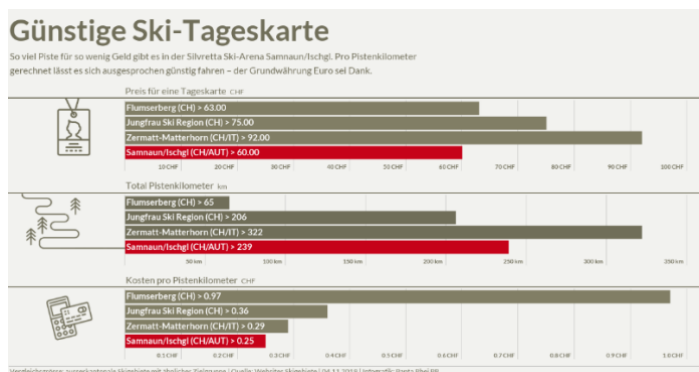 Günstige Ski-Tageskarte
So viel Piste für so wenig Geld gibt es in der Silvretta Ski-Arena Samnaun/Ischgl. Pro Pistenkilometer
gerechnet lässt es sich ausgesprochen günstig fahren – der Grundwährung Euro sei Dank.
Preis für eine Tageskarte CHF
Flumserberg (CH) > 63.00
Jungfrau Ski Region (CH) > 75.00
Zermatt-Matterhorn (CH/IT) > 92.00
Samnaun/Ischgl (CH/AUT) > 60.00
10 CHF 20 CHF 30 CHF 40 CHF 50 CHF 60 CHF 70 CHF 80 CHF 90 CHF 100 CHF
Total Pistenkilometer km
Flumserberg (CH) > 65
Jungfrau Ski Region (CH) > 206
Zermatt-Matterhorn (CH/IT) > 322
Samnaun/Ischgl (CH/AUT) > 239
50 km 100 km 150 km 200 km 250 km 300 km 350 km
Kosten pro Pistenkilometer CHF
Flumserberg (CH) > 0.97
Jungfrau Ski Region (CH) > 0.36
Zermatt-Matterhorn (CH/IT) > 0.29
Samnaun/Ischgl (CH/AUT) > 0.25
0.1 CHF 0.2 CHF 0.3 CHF 0.4 CHF 0.5 CHF 0.6 CHF 0.7 CHF 0.8 CHF 0.9 CHF 1.0 CHF